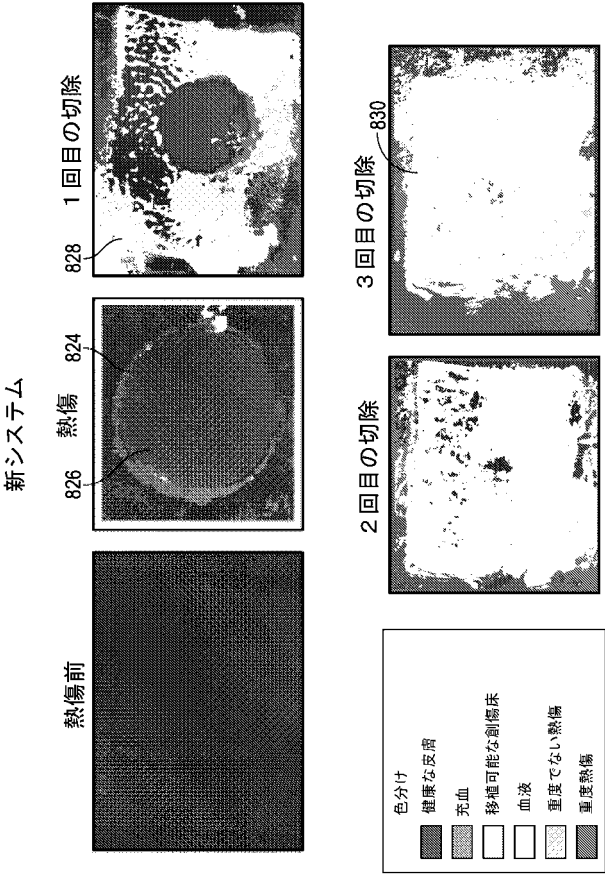 新システム
熱傷前
熱傷
826
824
1回目の切除
828
色分け
健康な皮膚
充血
移植可能な創傷床
血液
重度でない熱傷
重度熱傷
2回目の切除
3回目の切除
830